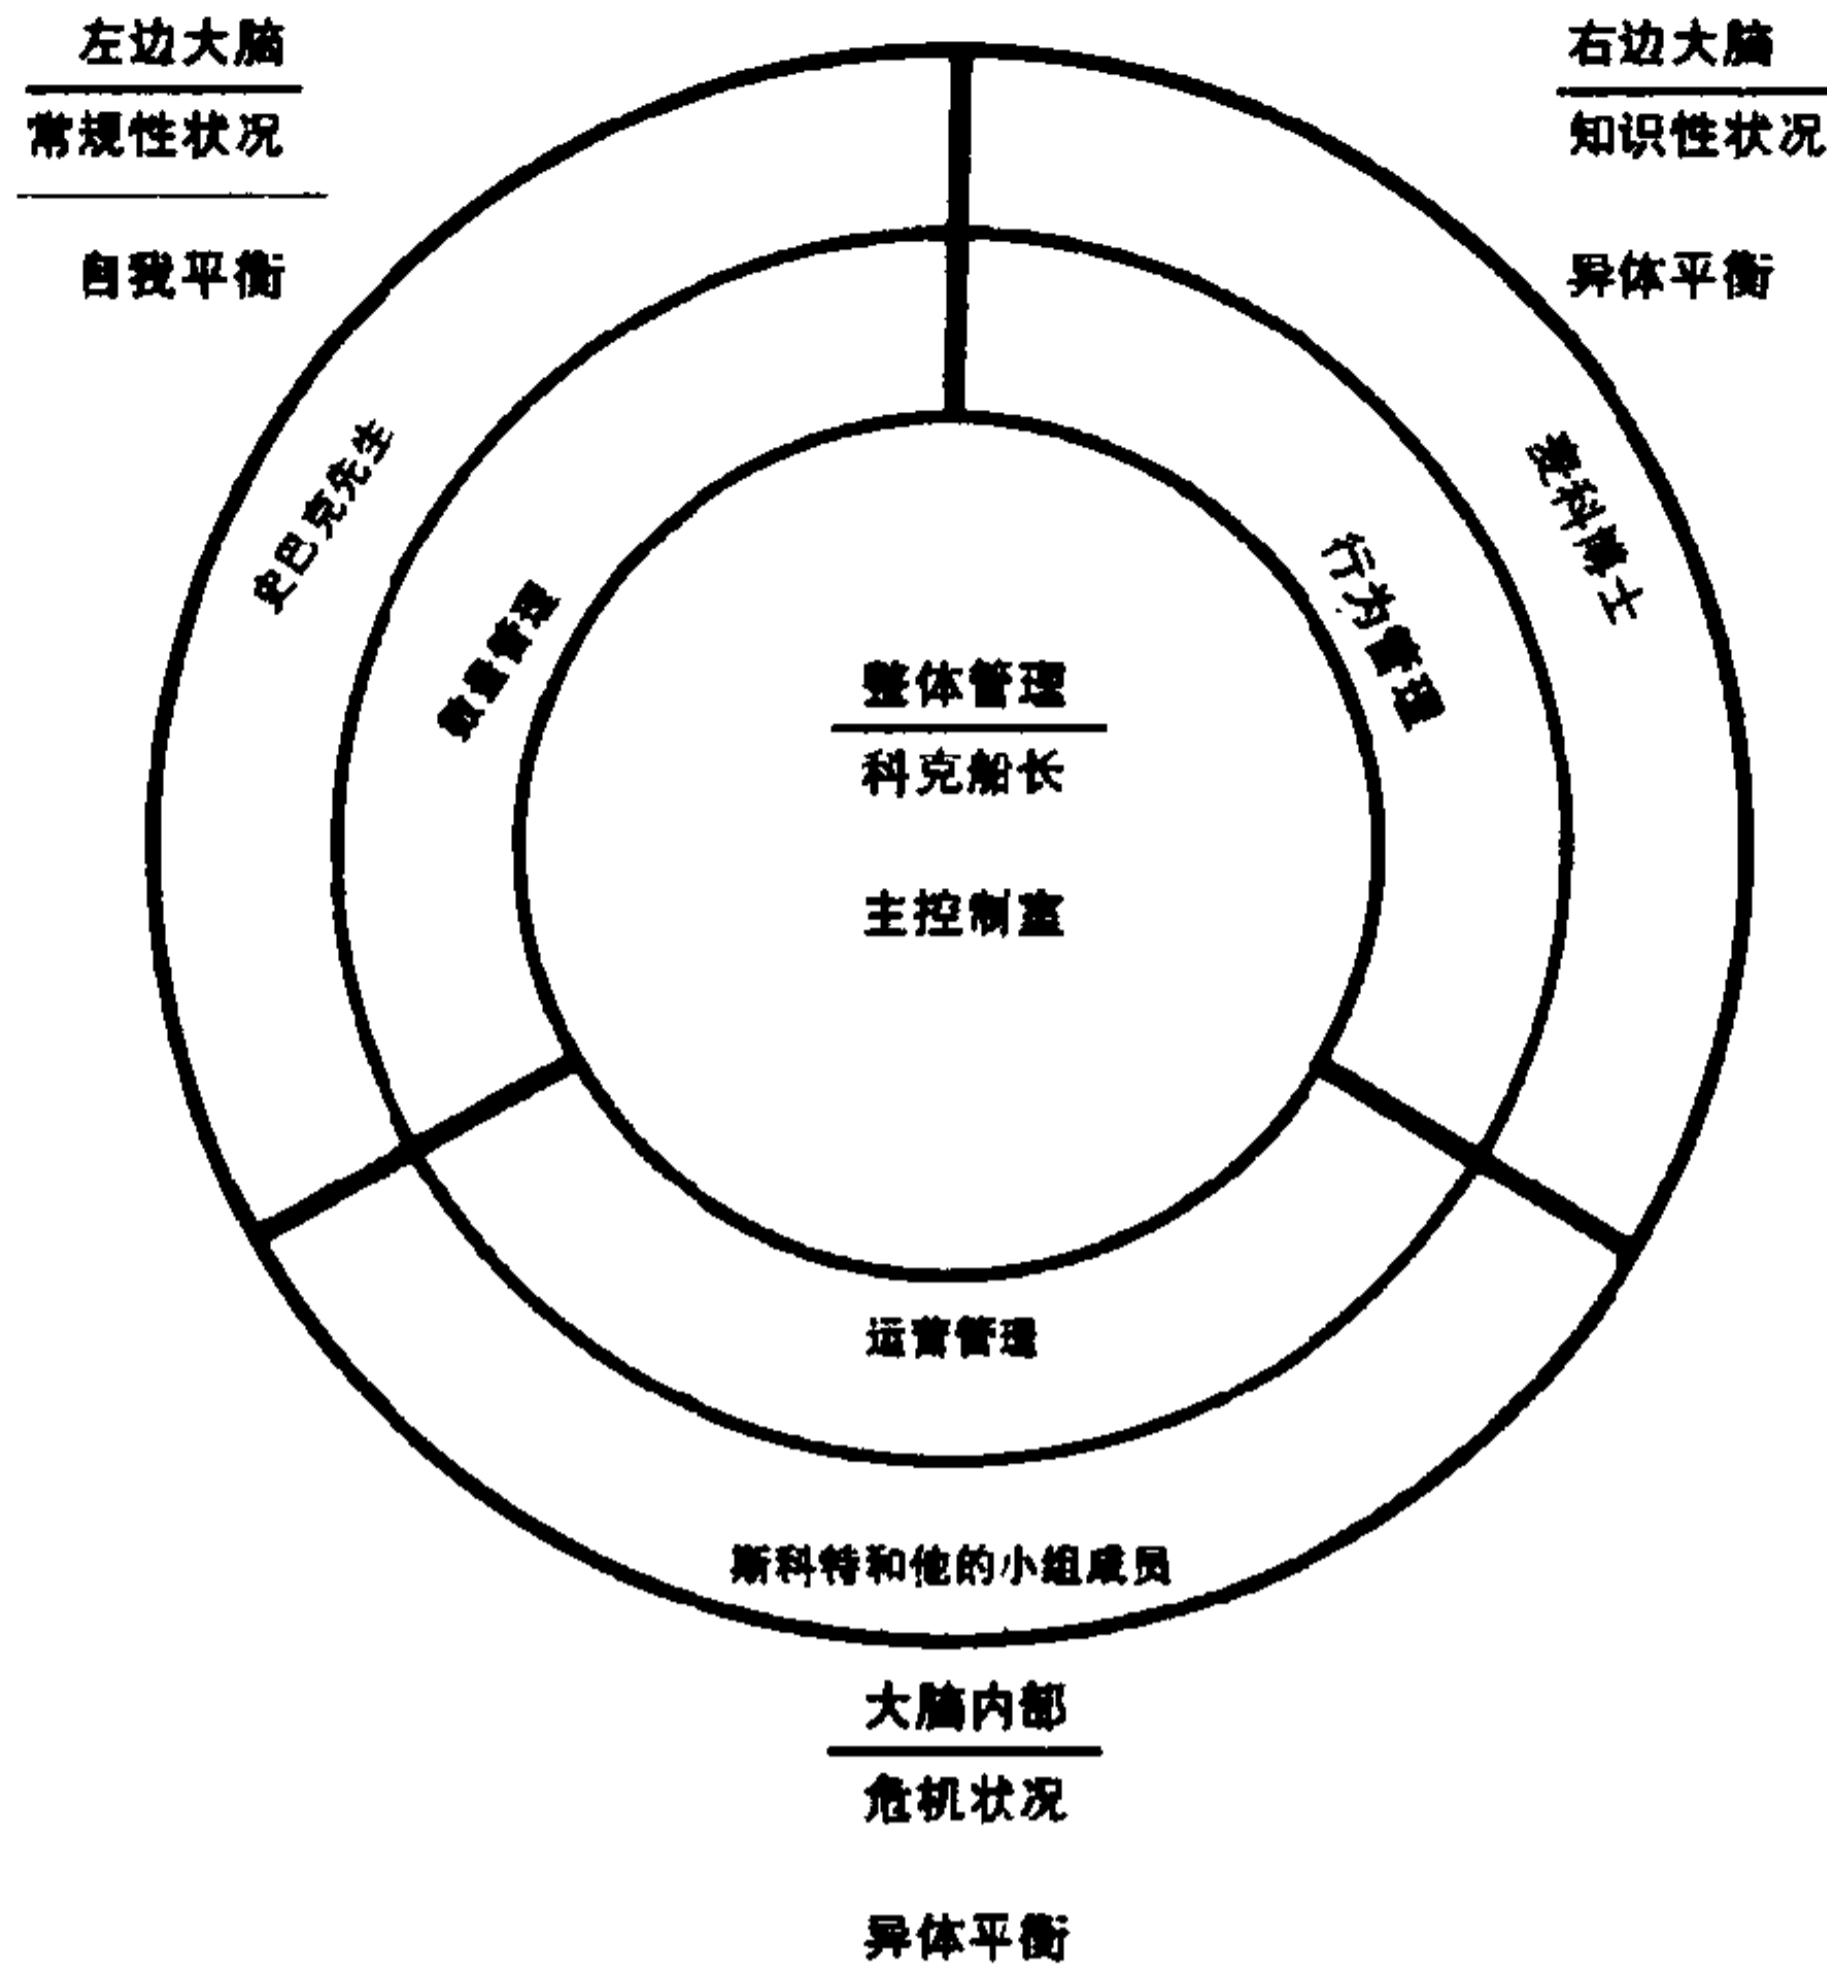 左边大脑
常规性状况
自我平衡
右边大脑
知识性状况
异体平衡
史巴克先生
科博士
管理
行为管理
整体管理
科克船长
主控制室
运营管理
斯科特和他的小组成员
大脑内部
危机状况
异体平衡